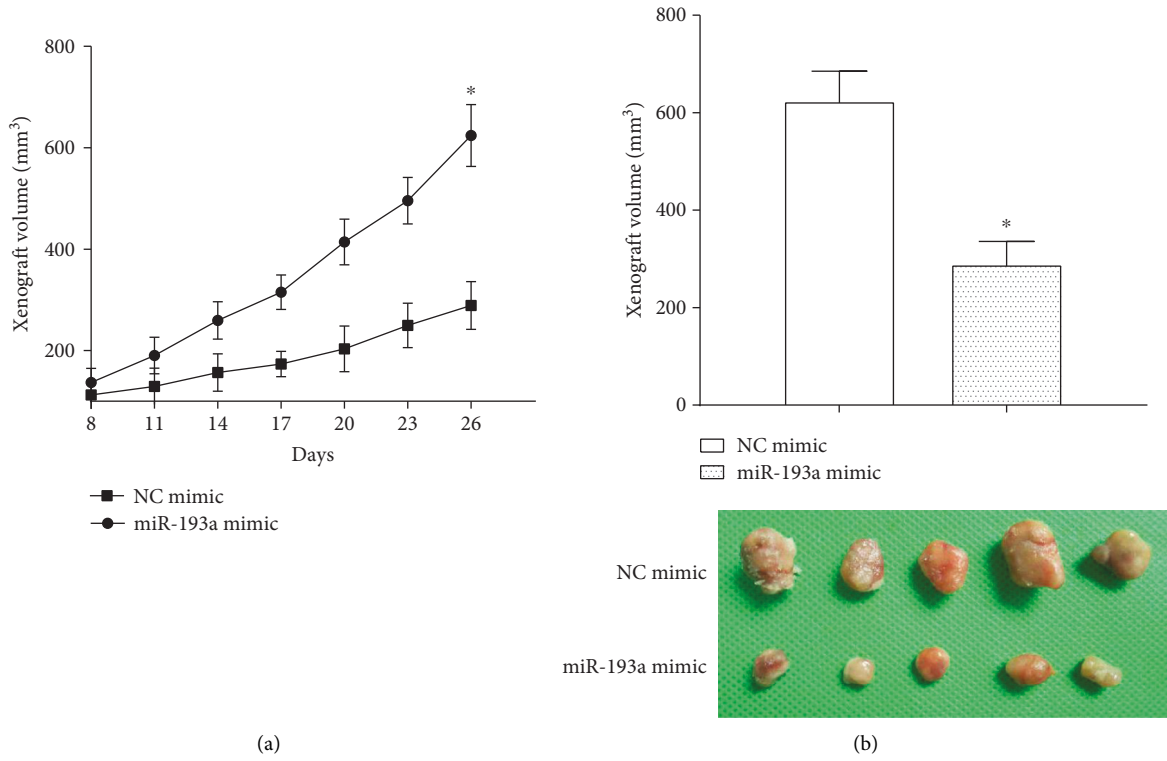 800
600
400
200
Xenograft volume (mm³)
*
8 11 14 17 20 23 26
Days
NC mimic
miR-193a mimic
(a)
800
600
400
200
0
Xenograft volume (mm³)
*
NC mimic
miR-193a mimic
NC mimic
miR-193a mimic
(b)